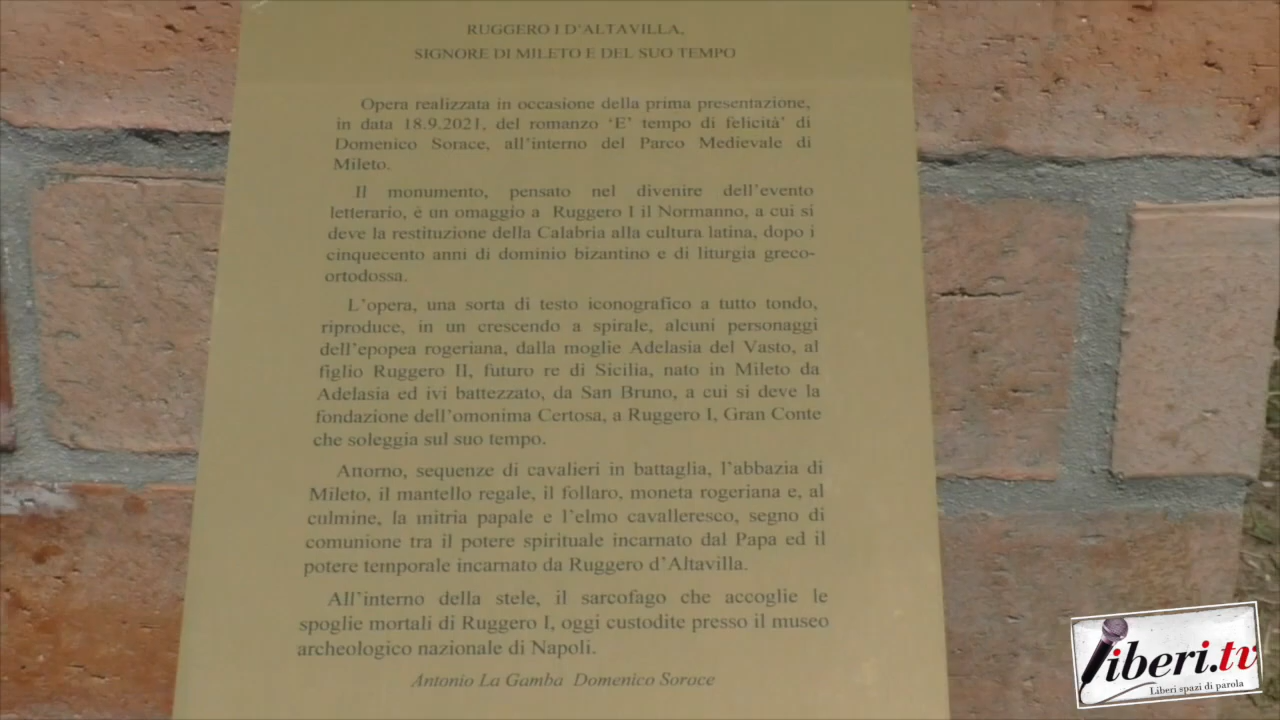 RUGGERO I D'ALTAVILLA,
SIGNORE DI MILETO E DEL SUO TEMPO
Opera realizzata in occasione della prima presentazione,
in data 18.9.2021, del romanzo 'E' tempo di felicità' di
Domenico Sorace, all'interno del Parco Medievale di
Mileto.
Il monumento, pensato nel divenire dell'evento
letterario, é un omaggio a Ruggero I il Normanno, a cui si
deve la restituzione della Calabria alla cultura latina, dopo i
cinquecento anni di dominio bizantino e di liturgia greco-
ortodossa.
L'opera, una sorta di testo iconografico a tutto tondo,
riproduce, in un crescendo a spirale, alcuni personaggi
dell'epopea rogeriana, dalla moglie Adelasia del Vasto, al
figlio Ruggero II, futuro re di Sicilia, nato in Mileto da
Adelasia ed ivi battezzato, da San Bruno, a cui si deve la
fondazione dell'omonima Certosa, a Ruggero I, Gran Conte
che soleggia sul suo tempo.
Attorno, sequenze di cavalieri in battaglia, l'abbazia di
Mileto, il mantello regale, il follaro, moneta rogeriana e, al
culmine, la mitria papale e l'elmo cavalleresco, segno di
comunione tra il potere spirituale incarnato dal Papa ed il
potere temporale incarnato da Ruggero d'Altavilla.
All'interno della stele, il sarcofago che accoglie le
spoglie mortali di Ruggero I, oggi custodite presso il museo
archeologico nazionale di Napoli.
Antonio La Gamba Domenico Soroce
liberi.tv
Liberi spazi di parola